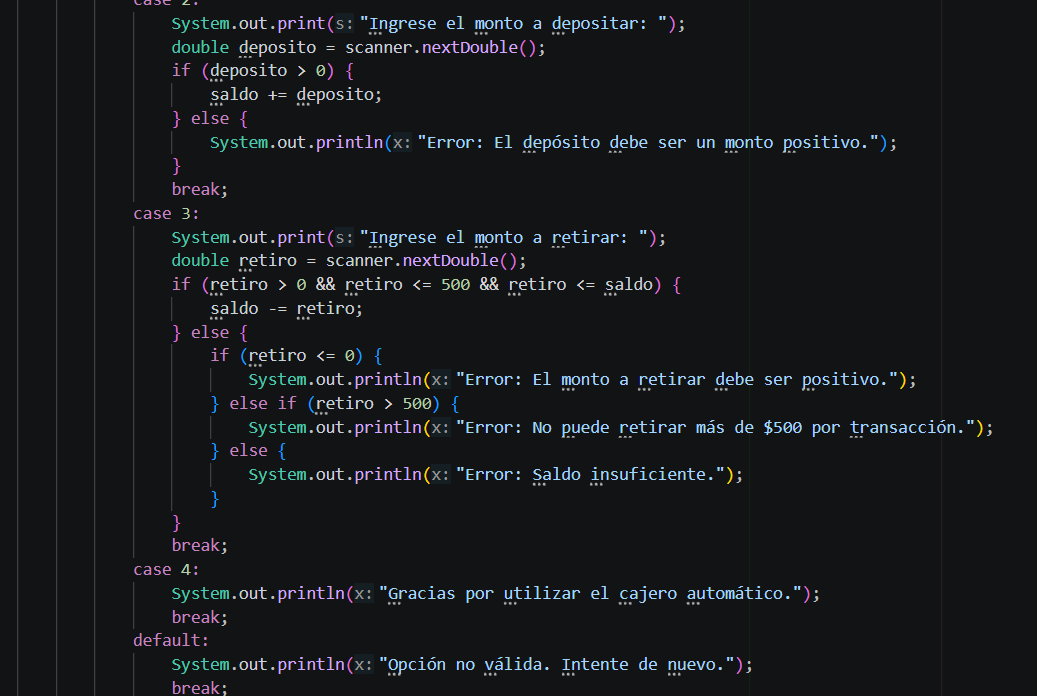 case 2:
System.out.print(s: "Ingrese el monto a depositar: ");
double deposito = scanner.nextDouble();
if (deposito > 0) {
saldo += deposito;
} else {
System.out.println(x: "Error: El depósito debe ser un monto positivo.");
}
break;
case 3:
System.out.print(s: "Ingrese el monto a retirar: ");
double retiro = scanner.nextDouble();
if (retiro > 0 && retiro <= 500 && retiro <= saldo) {
saldo -= retiro;
} else {
if (retiro <= 0) {
System.out.println(x: "Error: El monto a retirar debe ser positivo.");
} else if (retiro > 500) {
System.out.println(x: "Error: No puede retirar más de $500 por transacción.");
} else {
System.out.println(x: "Error: Saldo insuficiente.");
}
}
break;
case 4:
System.out.println(x: "Gracias por utilizar el cajero automático.");
break;
default:
System.out.println(x: "Opción no válida. Intente de nuevo.");
break;